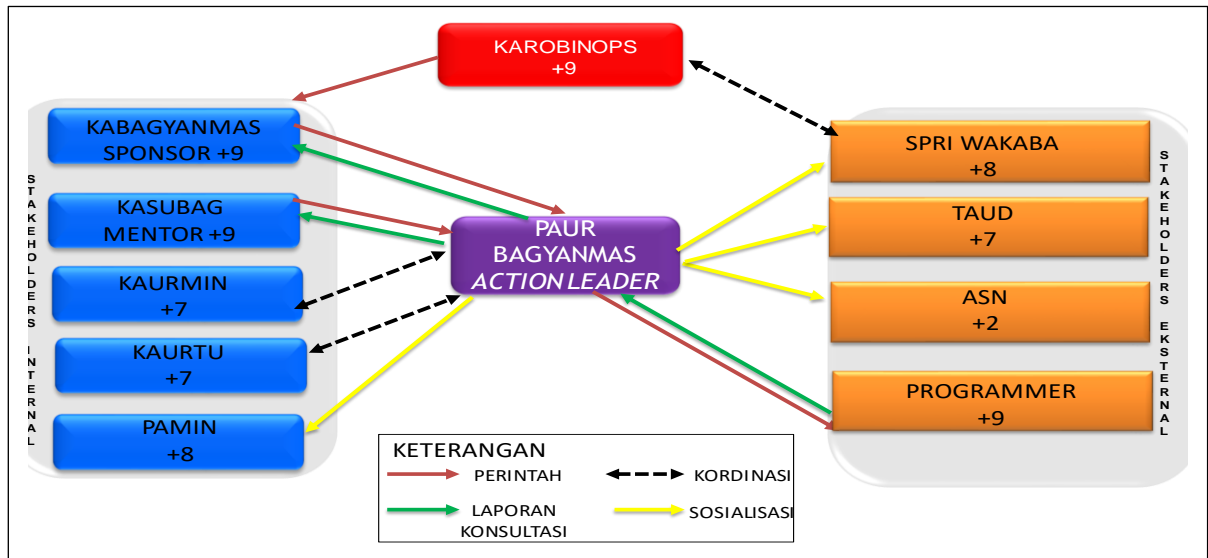 KAROBINOPS
+9
STAKEHOLDERS INTERNAL
KABAGYANMAS
SPONSOR +9
KASUBAG
MENTOR +9
KAURMIN
+7
KAURTU
+7
PAMIN
+8
PAUR
BAGYANMAS
ACTION LEADER
SPRI WAKABA
+8
TAUD
+7
ASN
+2
PROGRAMMER
+9
STAKEHOLDERS EKSTERNAL
KETERANGAN
PERINTAH
KORDINASI
LAPORAN
KONSULTASI
SOSIALISASI